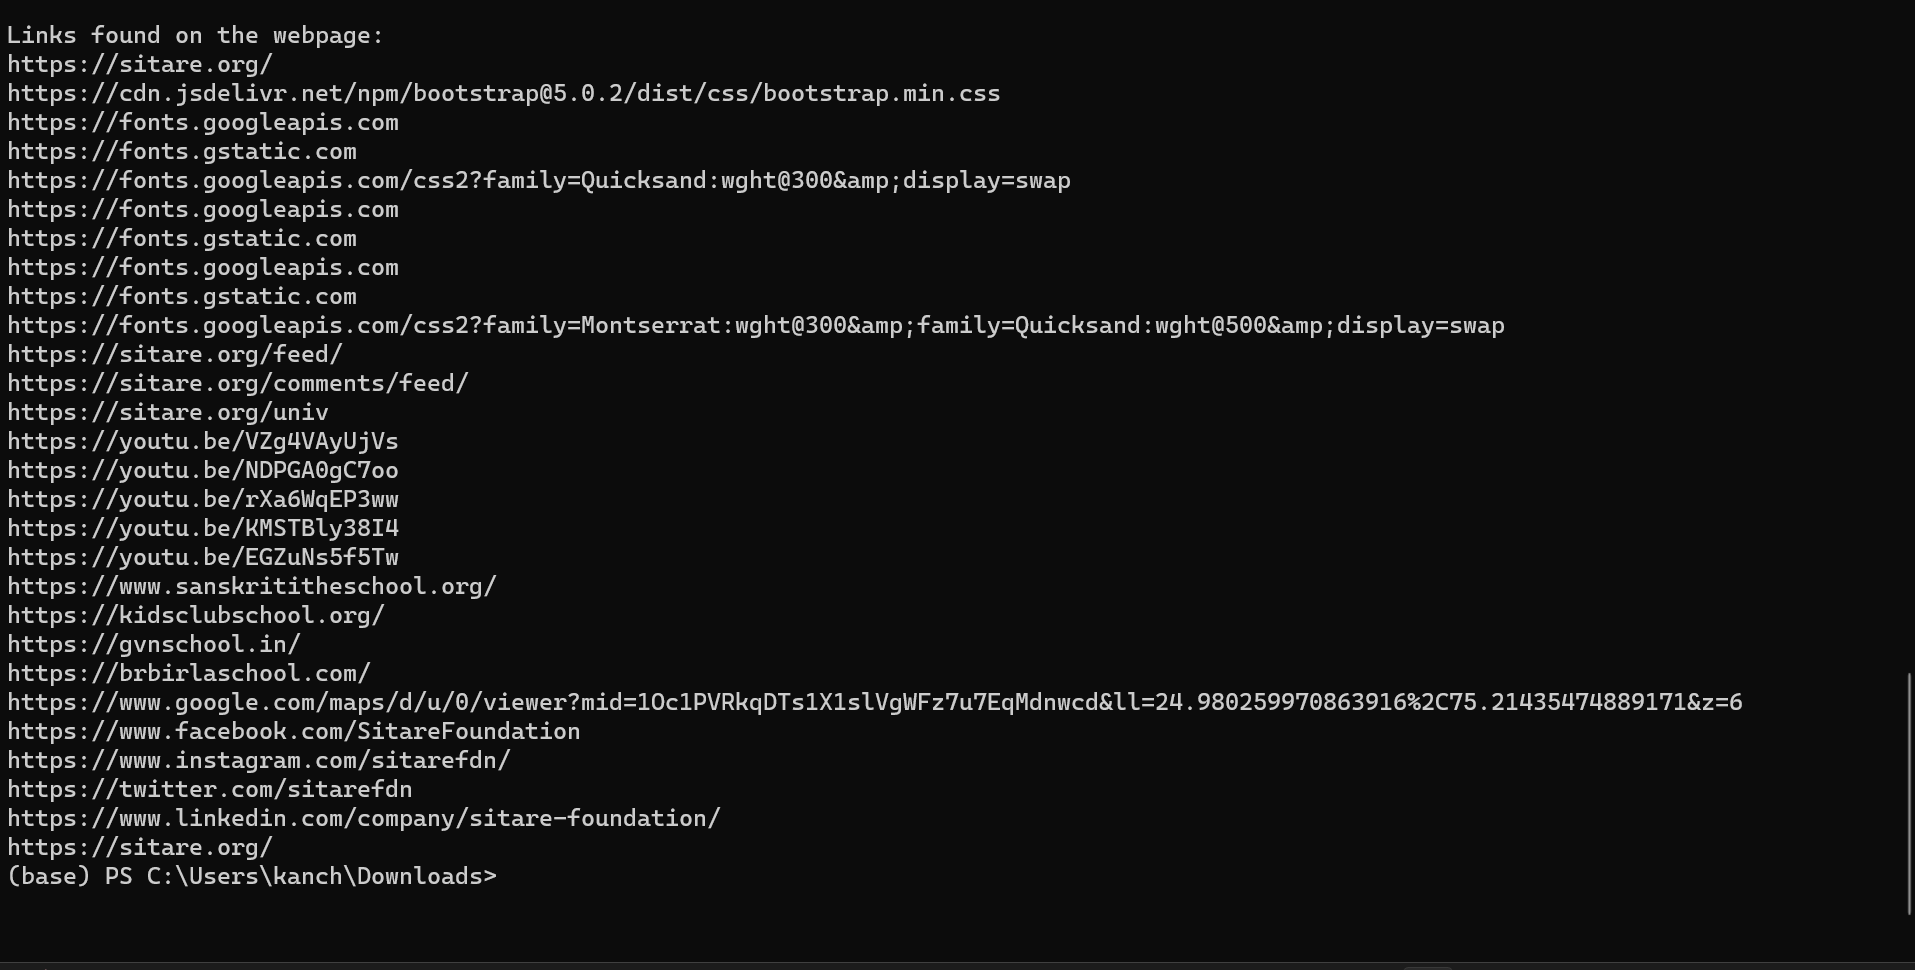 Links found on the webpage:
https://sitare.org/
https://cdn.jsdelivr.net/npm/bootstrap@5.0.2/dist/css/bootstrap.min.css
https://fonts.googleapis.com
https://fonts.gstatic.com
https://fonts.googleapis.com/css2?family=Quicksand:wght@300&amp;display=swap
https://fonts.googleapis.com
https://fonts.gstatic.com
https://fonts.googleapis.com
https://fonts.gstatic.com
https://fonts.googleapis.com/css2?family=Montserrat:wght@300&amp;family=Quicksand:wght@500&amp;display=swap
https://sitare.org/feed/
https://sitare.org/comments/feed/
https://sitare.org/univ
https://youtu.be/VZg4VAyUjVs
https://youtu.be/NDPGA0gC7oo
https://youtu.be/rXa6WqEP3ww
https://youtu.be/KMSTBly38I4
https://youtu.be/EGZuNs5f5Tw
https://www.sanskrititheschool.org/
https://kidsclubschool.org/
https://gvnschool.in/
https://brbirlaschool.com/
https://www.google.com/maps/d/u/0/viewer?mid=1Oc1PVRkqDTs1X1slVgWFz7u7EqMdnwcd&ll=24.980259970863916%2C75.21435474889171&z=6
https://www.facebook.com/SitareFoundation
https://www.instagram.com/sitarefdn/
https://twitter.com/sitarefdn
https://www.linkedin.com/company/sitare-foundation/
https://sitare.org/
(base) PS C:\Users\kanch\Downloads>